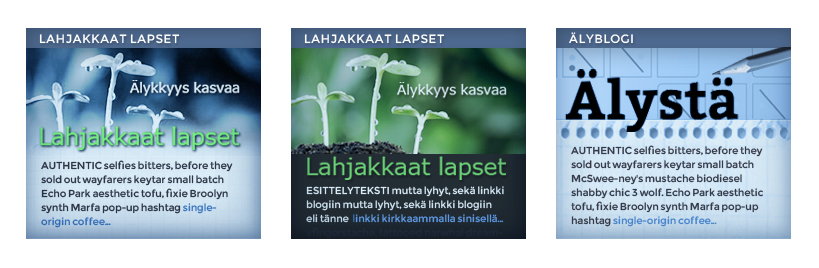 LAHJAKKAAT LAPSET
Älykkyys kasvaa
Lahjakkaat lapset
AUTHENTIC selfies bitters, before they
sold out wayfarers keytar small batch
Echo Park aesthetic tofu, fixie Broolyn
synth Marfa pop-up hashtag single-
origin coffee...
LAHJAKKAAT LAPSET
Älykkyys kasvaa
Lahjakkaat lapset
ESITTELYTEKSTI mutta lyhyt, sekä linkki
blogiin mutta lyhyt, sekä linkki blogiin
eli tänne linkki kirkkaammalla sinisellä...
ÄLYBLOGI
Älystä
AUTHENTIC selfies bitters, before they
sold out wayfarers keytar small batch
McSwee-ney's mustache biodiesel
shabby chic 3 wolf. Echo Park aesthetic
tofu, fixie Broolyn synth Marfa pop-up
hashtag single-origin coffee...